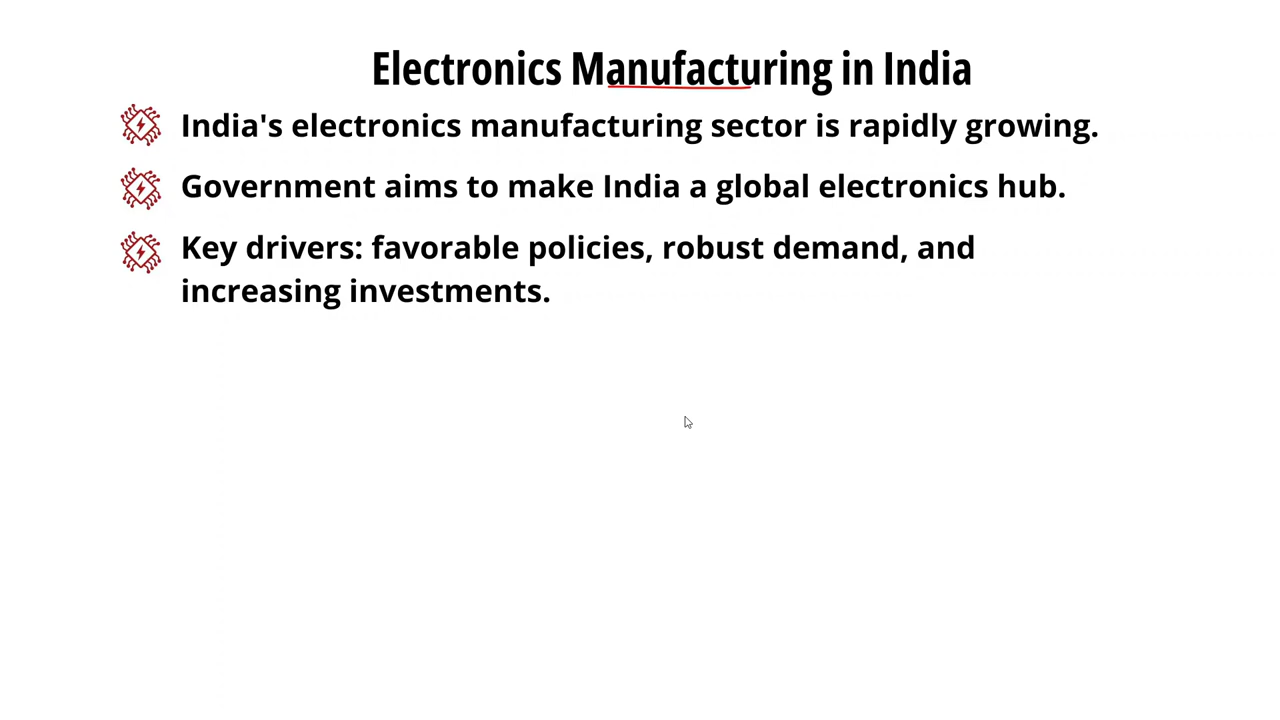 Electronics Manufacturing in India
India's electronics manufacturing sector is rapidly growing.
Government aims to make India a global electronics hub.
Key drivers: favorable policies, robust demand, and
increasing investments.